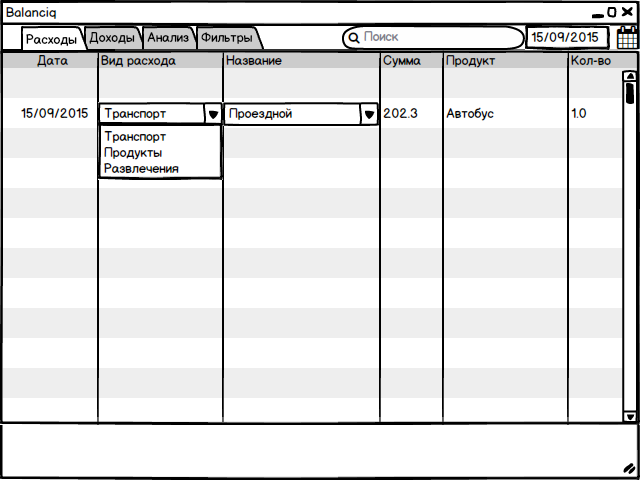 Balanciq
Расходы Доходы Анализ Фильтры Поиск 15/09/2015
Дата Вид расхода Название Сумма Продукт Кол-во
15/09/2015 Транспорт Проездной 202.3 Автобус 1.0
Транспорт
Продукты
Развлечения